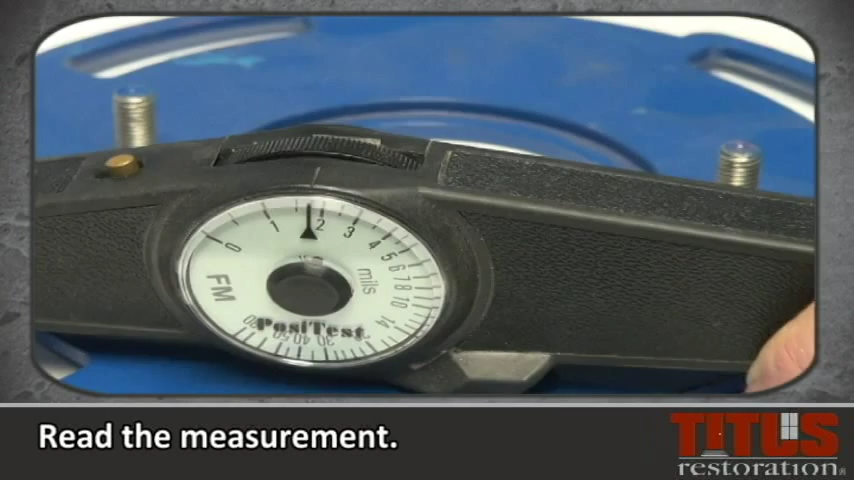 0 1 2 3 4 5 6 7 8 10 14
mils
FM
PosiTest
30 40 50
Read the measurement.
TITUS
restoration®